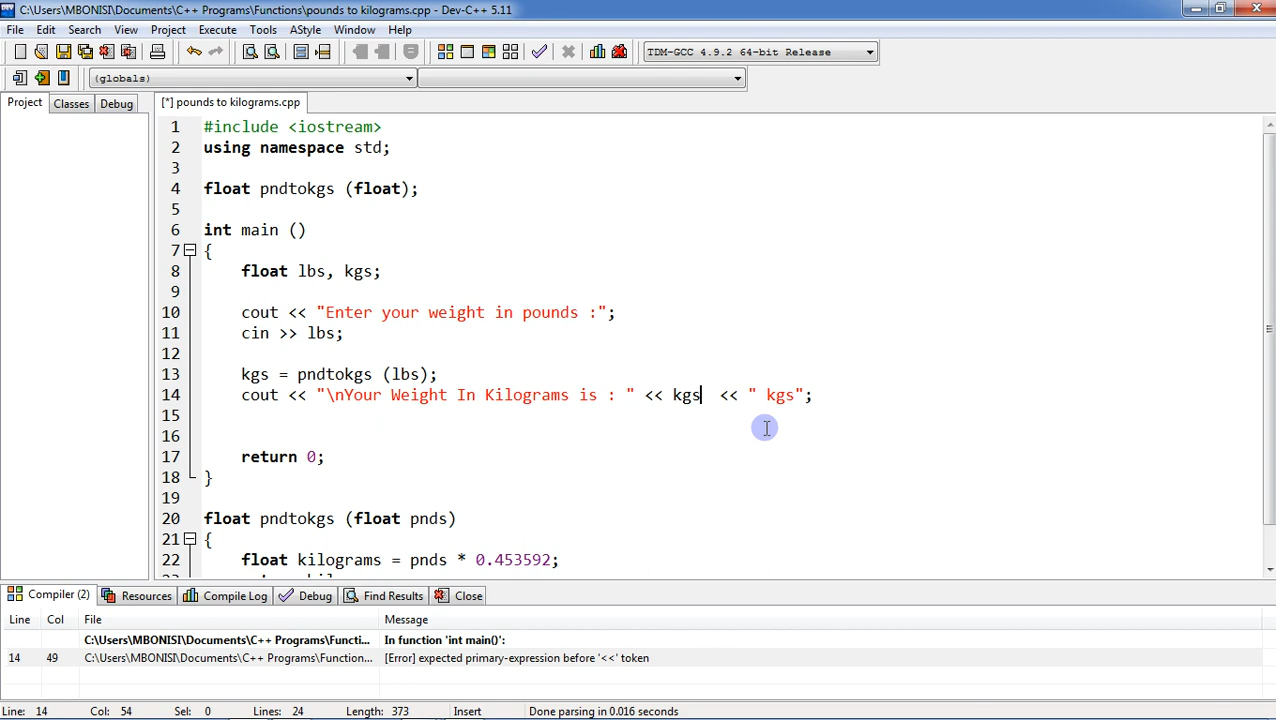 C:\Users\MBONISI\Documents\C++ Programs\Functions\pounds to kilograms.cpp - Dev-C++ 5.11
File Edit Search View Project Execute Tools AStyle Window Help
TDM-GCC 4.9.2 64-bit Release
(globals)
Project Classes Debug [*] pounds to kilograms.cpp
1 #include <iostream>
2 using namespace std;
3
4 float pndtokgs (float);
5
6 int main ()
7 {
8 float lbs, kgs;
9
10 cout << "Enter your weight in pounds :";
11 cin >> lbs;
12
13 kgs = pndtokgs (lbs);
14 cout << "\nYour Weight In Kilograms is : " << kgs  << " kgs";
15
16
17 return 0;
18 }
19
20 float pndtokgs (float pnds)
21 {
22 float kilograms = pnds * 0.453592;
Compiler (2) Resources Compile Log Debug Find Results Close
Line Col File Message
C:\Users\MBONISI\Documents\C++ Programs\Functi... In function 'int main()':
14 49 C:\Users\MBONISI\Documents\C++ Programs\Function... [Error] expected primary-expression before '<<' token
Line: 14 Col: 54 Sel: 0 Lines: 24 Length: 373 Insert Done parsing in 0.016 seconds